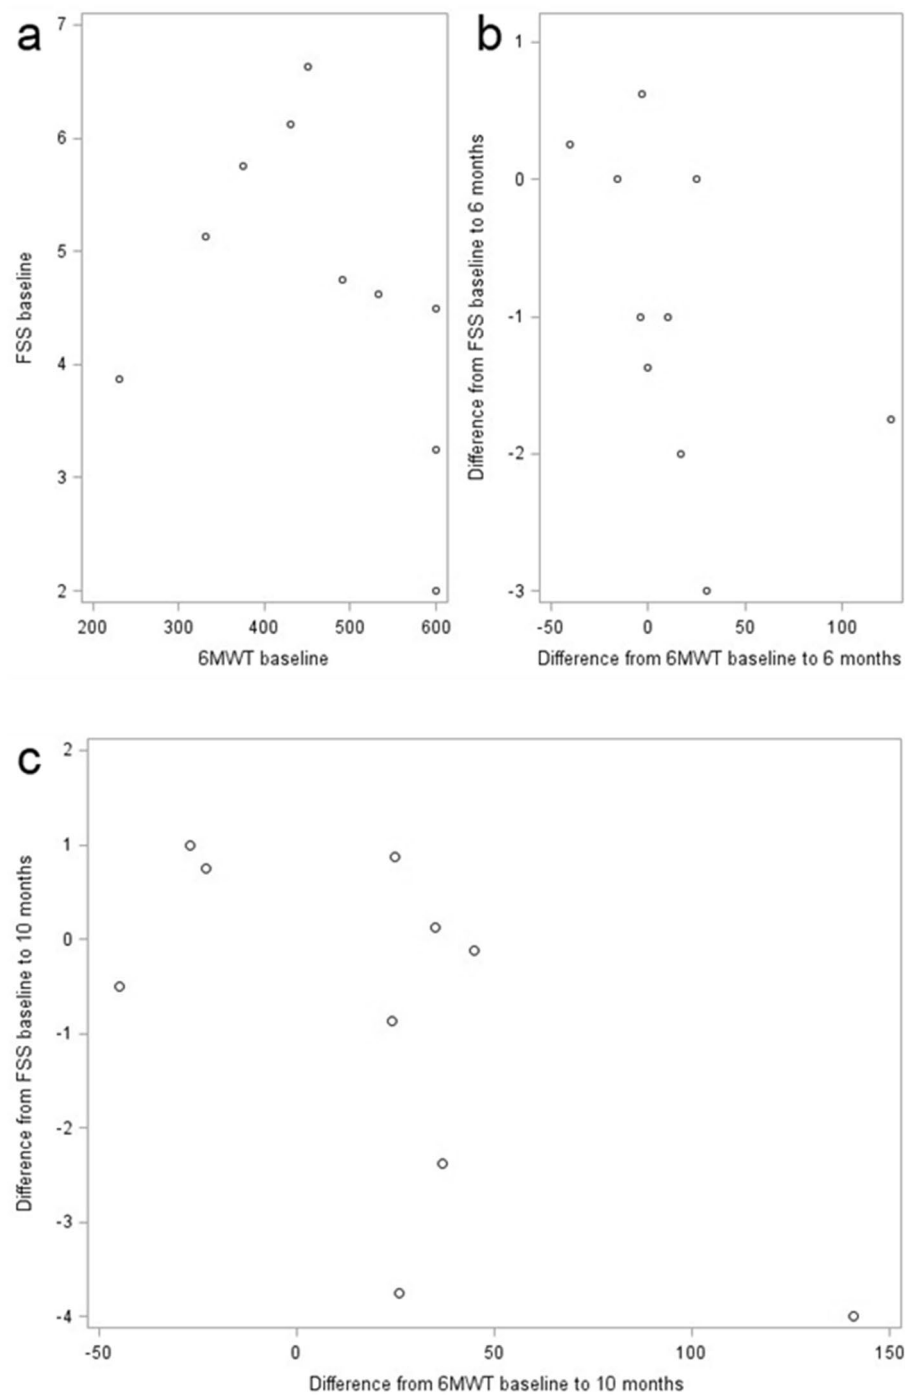 a
7
6
5
4
3
2
FSS baseline
200 300 400 500 600
6MWT baseline
b
1
0
-1
-2
-3
Difference from FSS baseline to 6 months
-50 0 50 100
Difference from 6MWT baseline to 6 months
c
2
1
0
-1
-2
-3
-4
Difference from FSS baseline to 10 months
-50 0 50 100 150
Difference from 6MWT baseline to 10 months